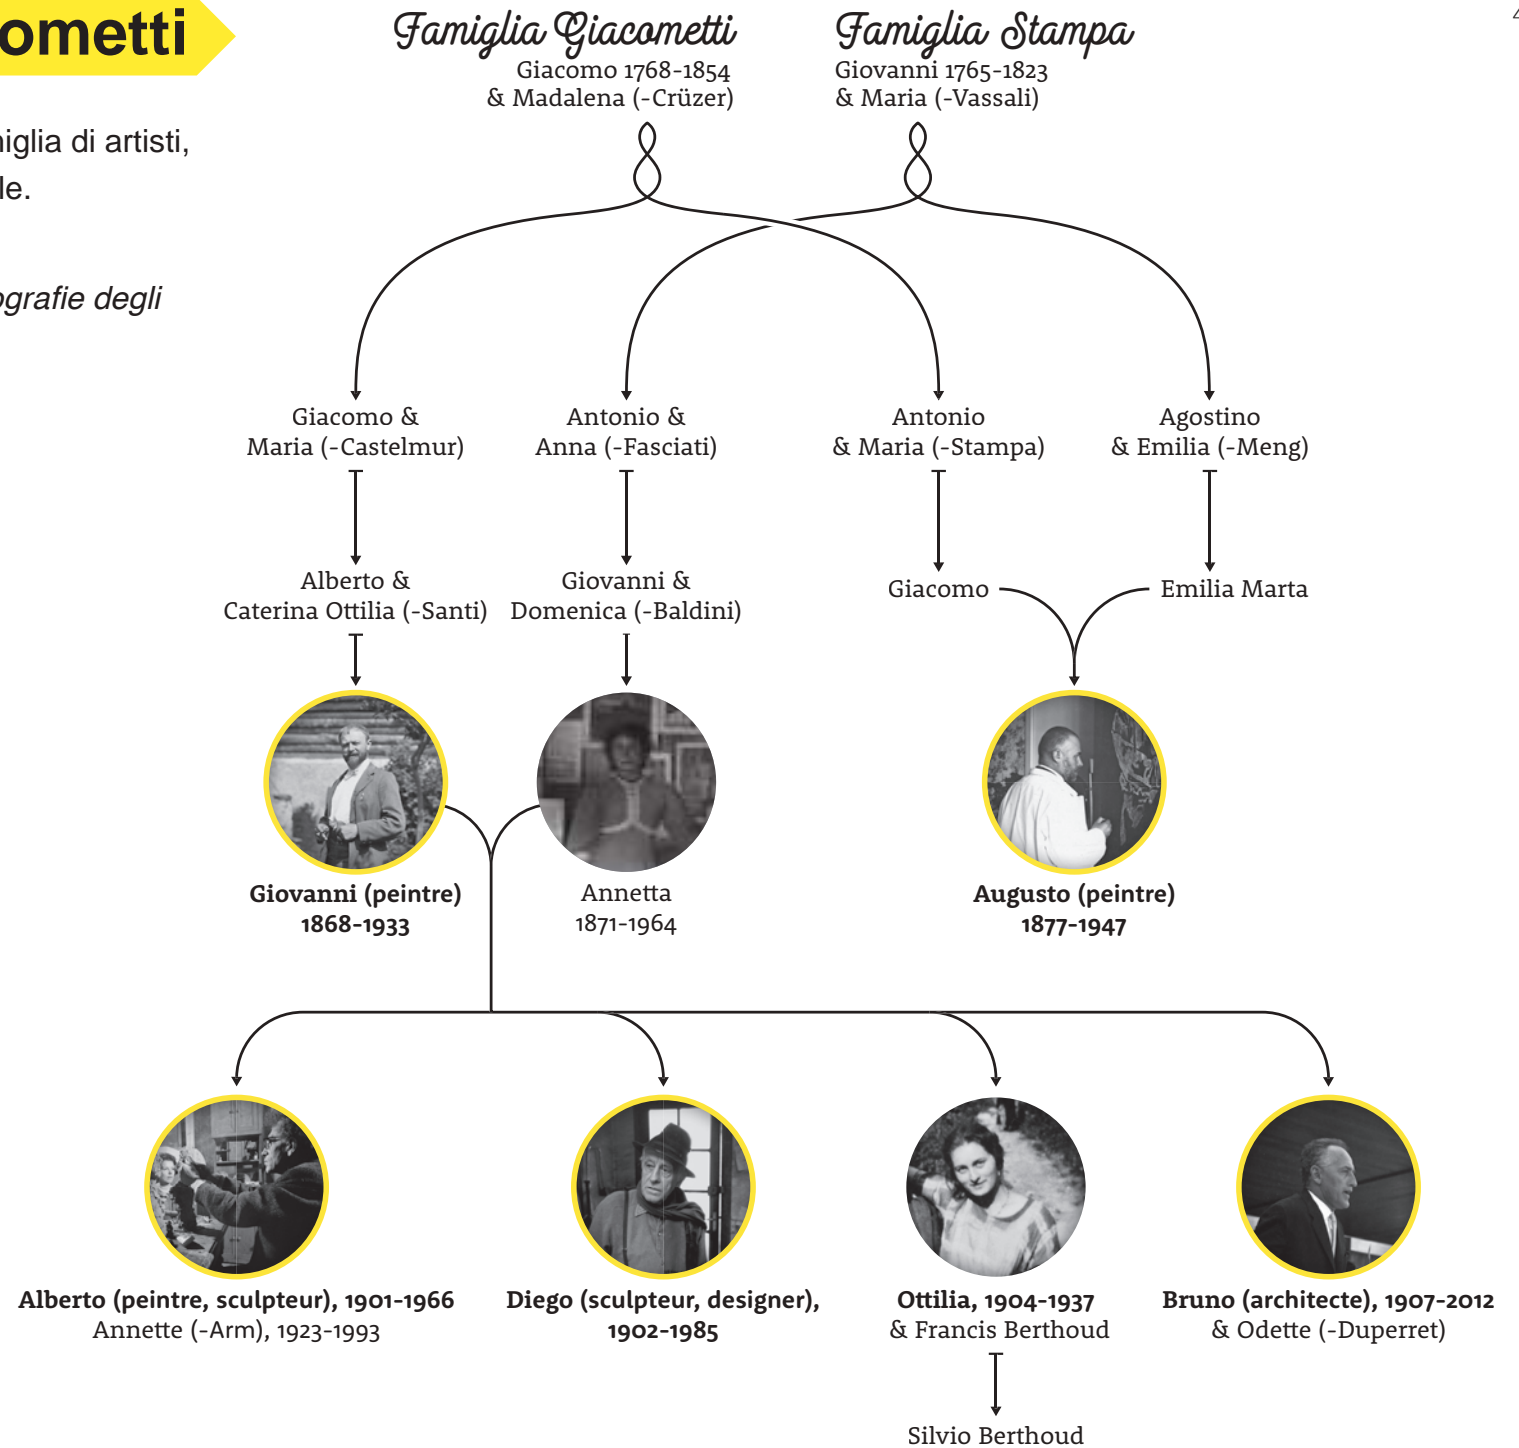 ometti
Famiglia Giacometti
Famiglia Stampa
4
Giacomo 1768-1854
& Madalena (-Crüzer)
Giovanni 1765-1823
& Maria (-Vassali)
niglia di artisti,
le.
ografie degli
Giacomo &
Maria (-Castelmur)
Antonio &
Anna (-Fasciati)
Antonio
& Maria (-Stampa)
Agostino
& Emilia (-Meng)
Alberto &
Caterina Ottilia (-Santi)
Giovanni &
Domenica (-Baldini)
Giacomo
Emilia Marta
Giovanni (peintre)
1868-1933
Annetta
1871-1964
Augusto (peintre)
1877-1947
Alberto (peintre, sculpteur), 1901-1966
Annette (-Arm), 1923-1993
Diego (sculpteur, designer),
1902-1985
Ottilia, 1904-1937
& Francis Berthoud
Bruno (architecte), 1907-2012
& Odette (-Duperret)
Silvio Berthoud